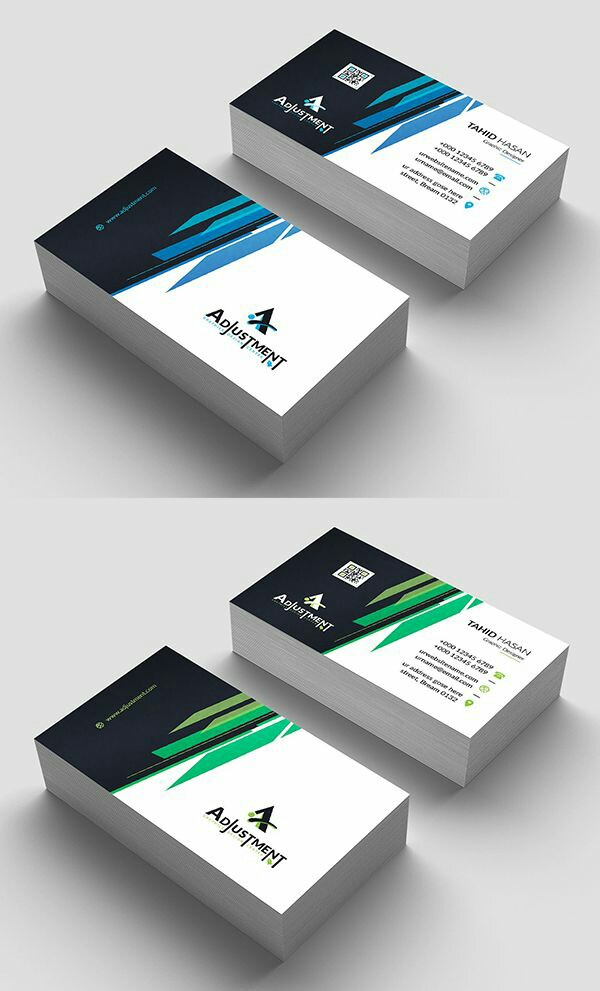 ADJUSTMENT
TAHID HASAN
Graphic Designer
+000 12345 6789
+000 12345 6789
urwebsitename.com
urname@email.com
ur address gose here
street, Bream 0132
www.adjustment.com
ADJUSTMENT
ADJUSTMENT
TAHID HASAN
Graphic Designer
+000 12345 6789
+000 12345 6789
urwebsitename.com
urname@email.com
ur address gose here
street, Bream 0132
www.adjustment.com
ADJUSTMENT